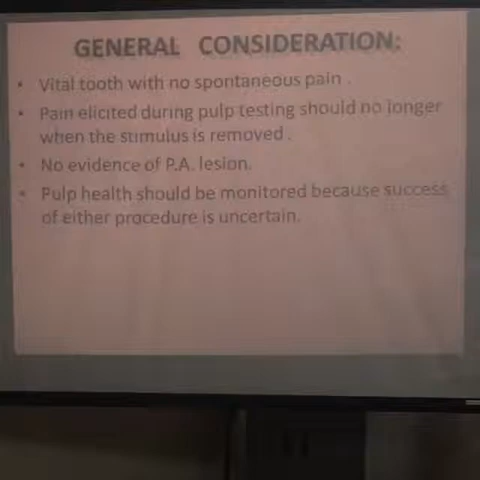 GENERAL CONSIDERATION:
• Vital tooth with no spontaneous pain .
• Pain elicited during pulp testing should no longer
when the stimulus is removed .
• No evidence of P.A. lesion.
• Pulp health should be monitored because success
of either procedure is uncertain.